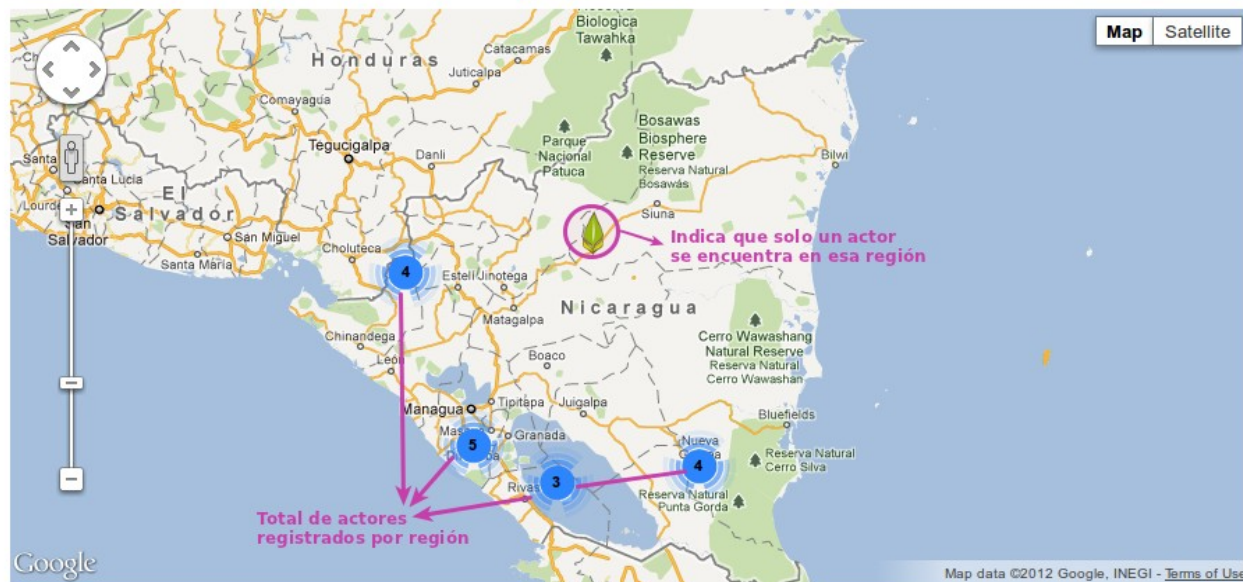 Reserva
Biologica
Tawahka
Map
Satellite
Catacamas
Honduras
Juticalpa
Comayagua
Bosawas
Biosphere
Reserve
Reserva Natural
Bosawás
Parque
Nacional
Patuca
Tegucigalpa
Danli
Bilwi
Santa Lucia
El
Salvador
San
Salvador
San Miguel
Siuna
Santa Maria
Choluteca
Indica que solo un actor
se encuentra en esa región
4
Estelí
Jinotega
Nicaragua
Matagalpa
Chinandega
León
Cerro Wawashang
Natural Reserve
Reserva Natural
Cerro Wawashan
Boaco
Managua
Tipitapa
Juigalpa
Granada
Bluefields
5
Nueva
4
Reserva Natural
Cerro Silva
3
Rivas
Reserva Natural
Punta Gorda
Total de actores
registrados por región
Google
Map data ©2012 Google, INEGI - Terms of Use